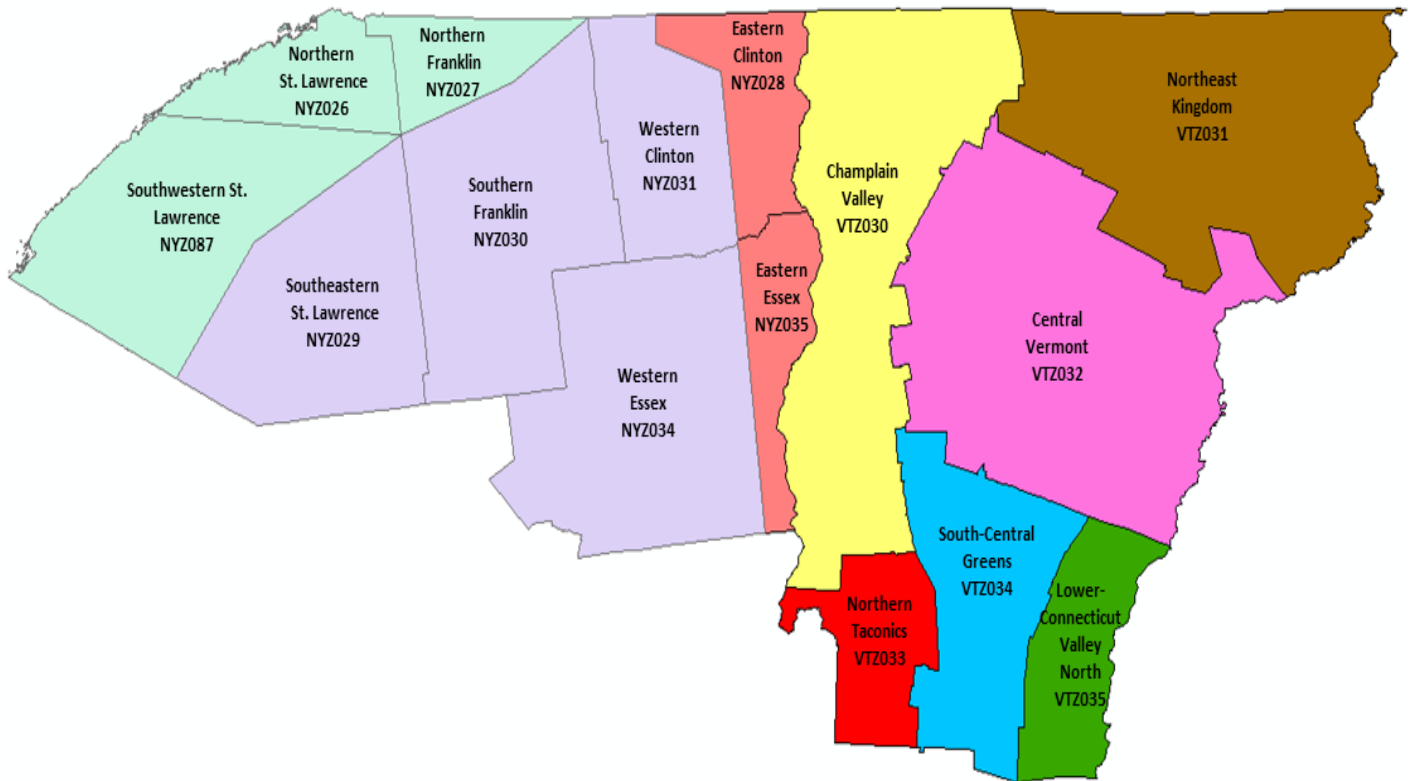 Northern
St. Lawrence
NYZ026
Northern
Franklin
NYZ027
Eastern
Clinton
NYZ028
Northeast
Kingdom
VTZ031
Western
Clinton
NYZ031
Champlain
Valley
VTZ030
Southwestern St.
Lawrence
NYZ087
Southern
Franklin
NYZ030
Southeastern
St. Lawrence
NYZ029
Eastern
Essex
NYZ035
Central
Vermont
VTZ032
Western
Essex
NYZ034
South-Central
Greens
VTZ034
Northern
Taconics
VTZ033
Lower-
Connecticut
Valley
North
VTZ035